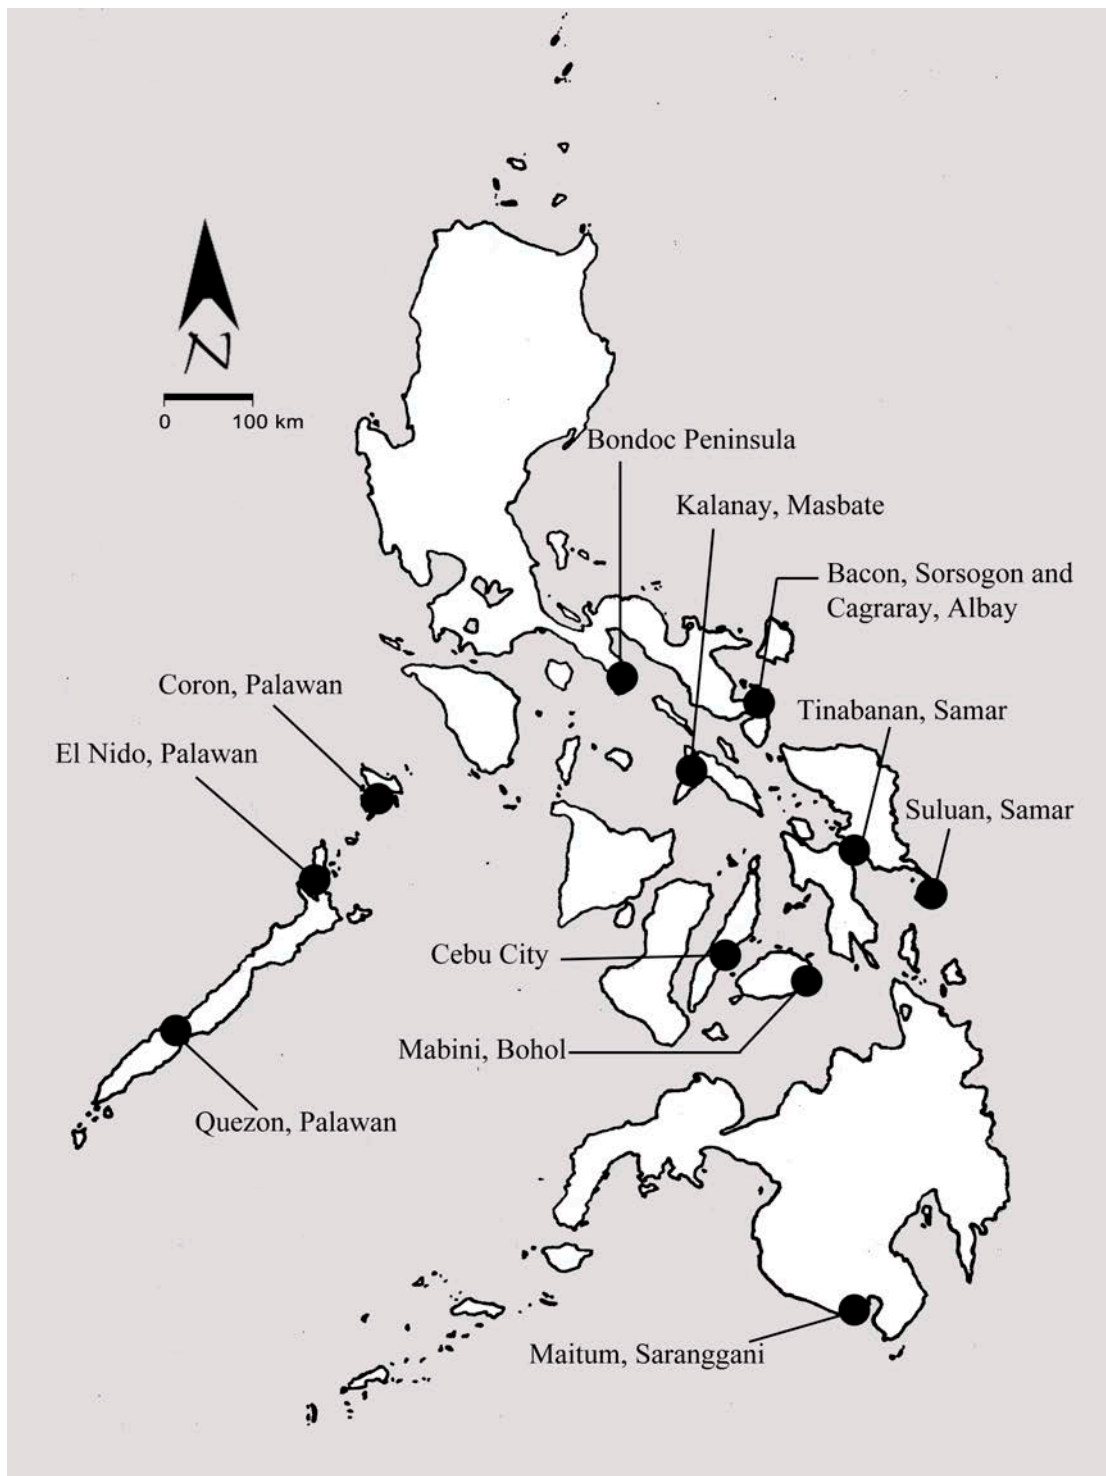 N
0 100 km
Bondoc Peninsula
Kalanay, Masbate
Bacon, Sorsogon and
Cagraray, Albay
Coron, Palawan
Tinabanan, Samar
El Nido, Palawan
Suluan, Samar
Cebu City
Mabini, Bohol
Quezon, Palawan
Maitum, Saranggani